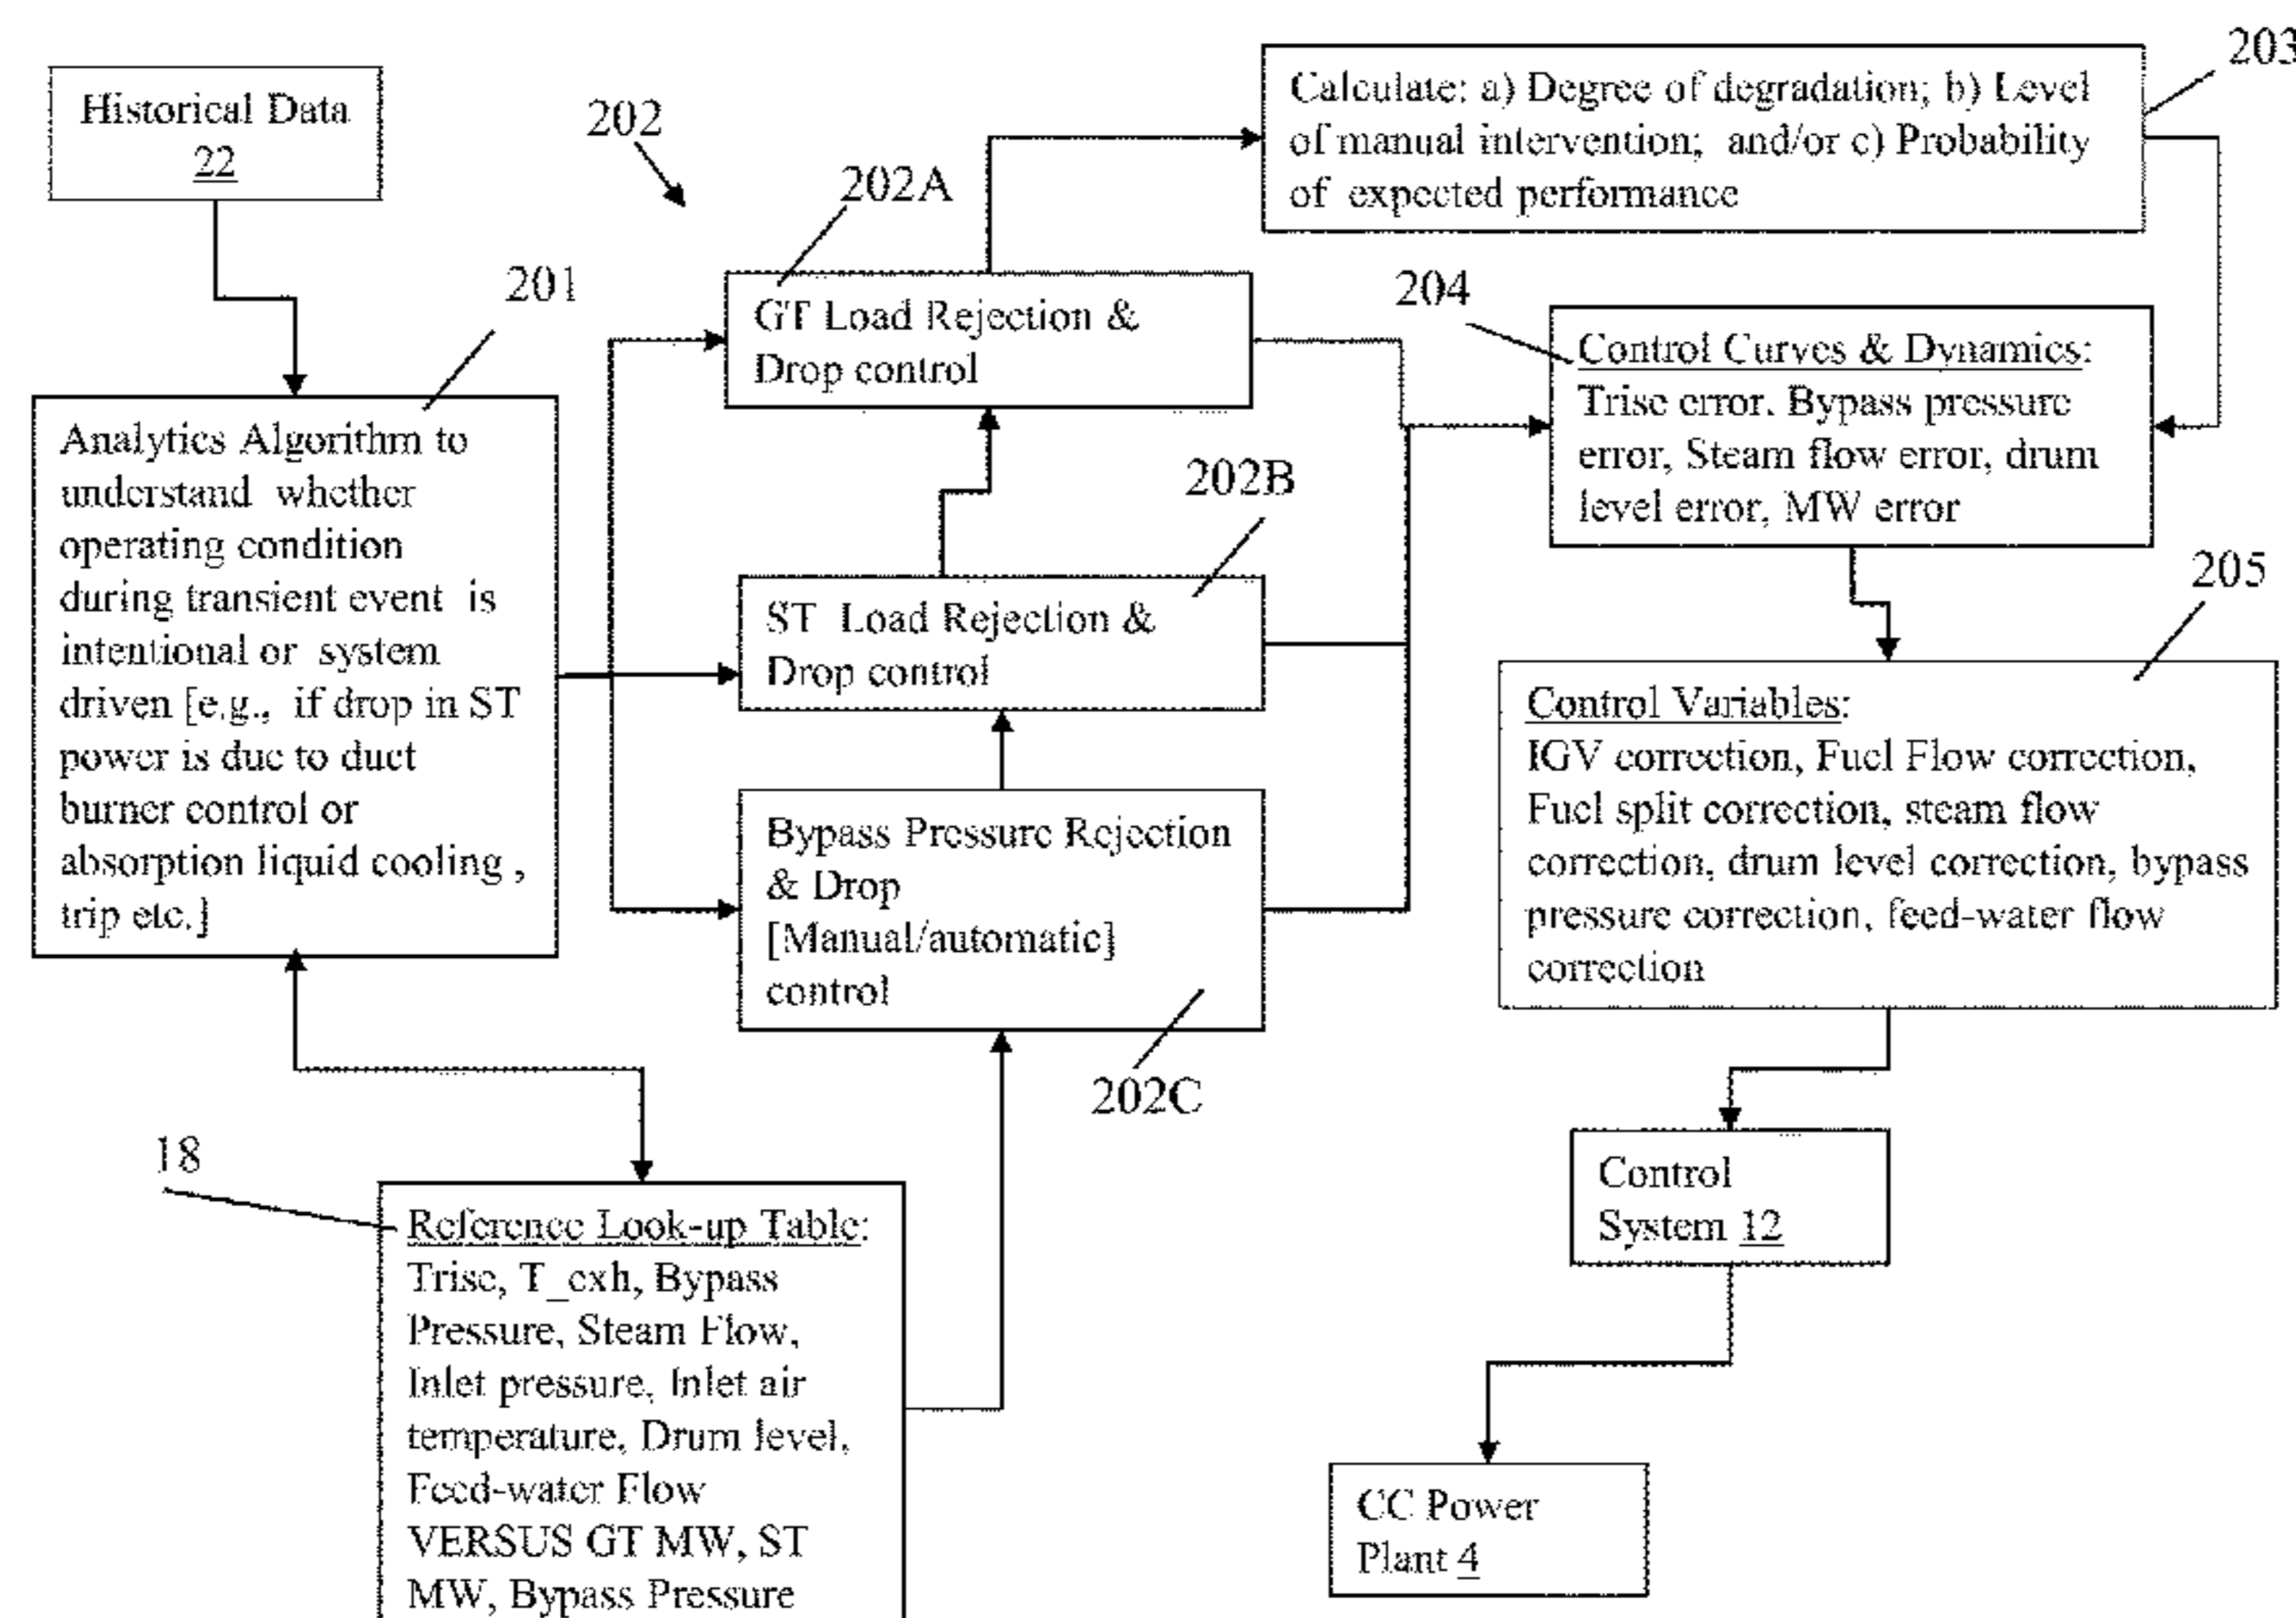 Historical Data
22
202
202A
Calculate: a) Degree of degradation; b) Level
of manual intervention; and/or c) Probability
of expected performance
203
201
Analytics Algorithm to
understand whether
operating condition
during transient event is
intentional or system
driven [e.g., if drop in ST
power is due to duct
burner control or
absorption liquid cooling ,
trip etc.]
GT Load Rejection &
Drop control
202B
ST Load Rejection &
Drop control
Bypass Pressure Rejection
& Drop
[Manual/automatic]
control
202C
204
Control Curves & Dynamics:
Trise error. Bypass pressure
error, Steam flow error, drum
level error, MW error
205
Control Variables:
IGV correction, Fuel Flow correction,
Fuel split correction, steam flow
correction, drum level correction, bypass
pressure correction, feed-water flow
correction
18
Reference Look-up Table:
Trise, T_exh, Bypass
Pressure, Steam Flow,
Inlet pressure, Inlet air
temperature, Drum level,
Feed-water Flow
VERSUS GT MW, ST
MW, Bypass Pressure
Control
System 12
CC Power
Plant 4